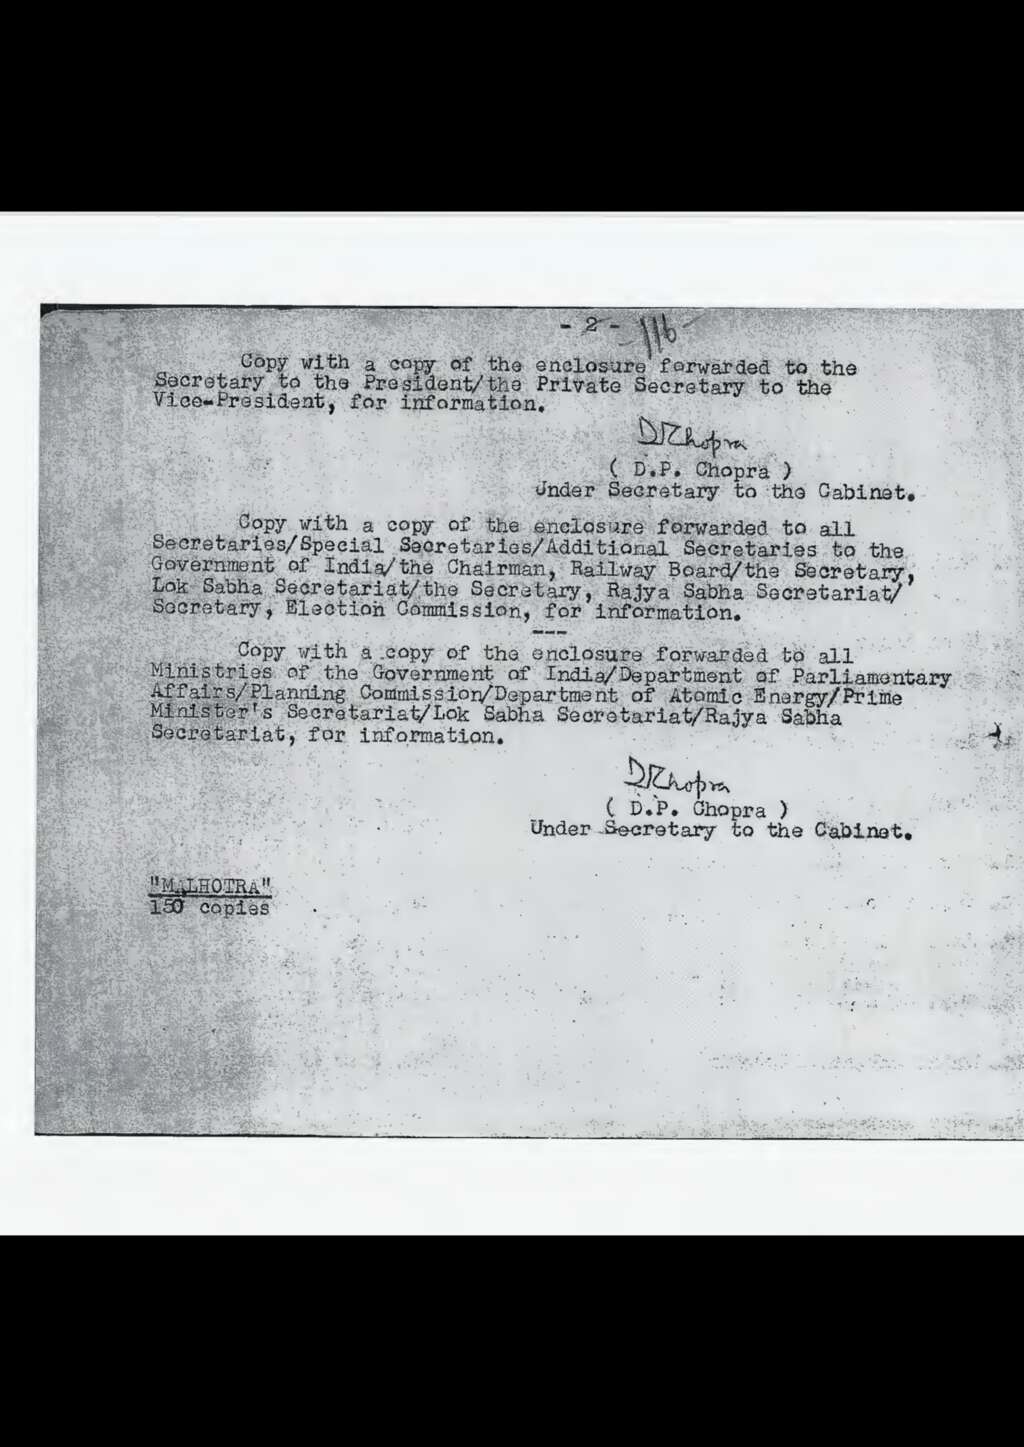 - 2 -
116
Copy with a copy of the enclosure forwarded to the
Secretary to the President/the Private Secretary to the
Vice-President, for information.
DPChopra
( D.P. Chopra )
Under Secretary to the Cabinet.
Copy with a copy of the enclosure forwarded to all
Secretaries/Special Secretaries/Additional Secretaries to the
Government of India/the Chairman, Railway Board/the Secretary,
Lok Sabha Secretariat/the Secretary, Rajya Sabha Secretariat/
Secretary, Election Commission, for information.
---
Copy with a copy of the enclosure forwarded to all
Ministries of the Government of India/Department of Parliamentary
Affairs/Planning Commission/Department of Atomic Energy/Prime
Minister's Secretariat/Lok Sabha Secretariat/Rajya Sabha
Secretariat, for information.
DPChopra
( D.P. Chopra )
Under Secretary to the Cabinet.
"MALHOTRA"
150 copies